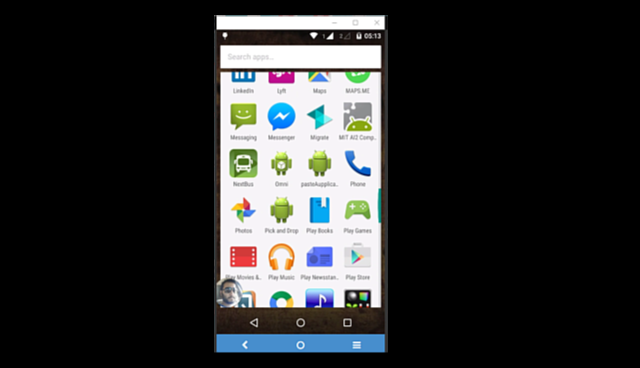 05:13
Search apps...
LinkedIn Lyft Maps MAPS.ME
Messaging Messenger Migrate MIT AI2 Comp..
NextBus Omni pasteAupplica.. Phone
Photos Pick and Drop Play Books Play Games
Play Movies &.. Play Music Play Newsstan.. Play Store